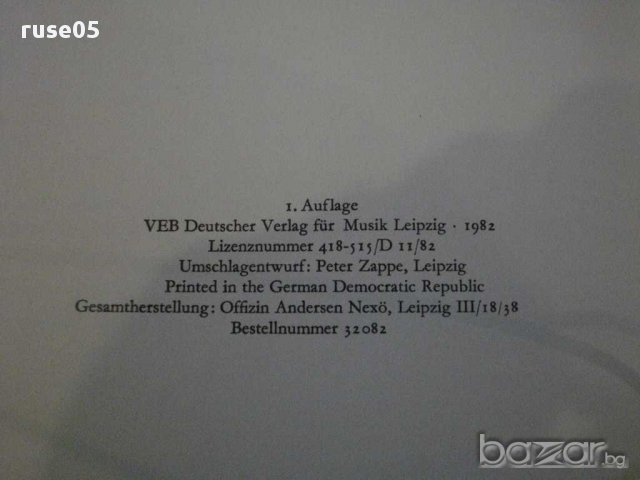 ruse05
1. Auflage
VEB Deutscher Verlag für Musik Leipzig · 1982
Lizenznummer 418-515/D 11/82
Umschlagentwurf: Peter Zappe, Leipzig
Printed in the German Democratic Republic
Gesamtherstellung: Offizin Andersen Nexö, Leipzig III/18/38
Bestellnummer 32082
bazar.bg